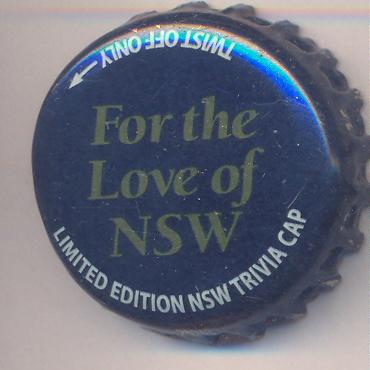 TWIST OFF ONLY
For the
Love of
NSW
LIMITED EDITION NSW TRIVIA CAP